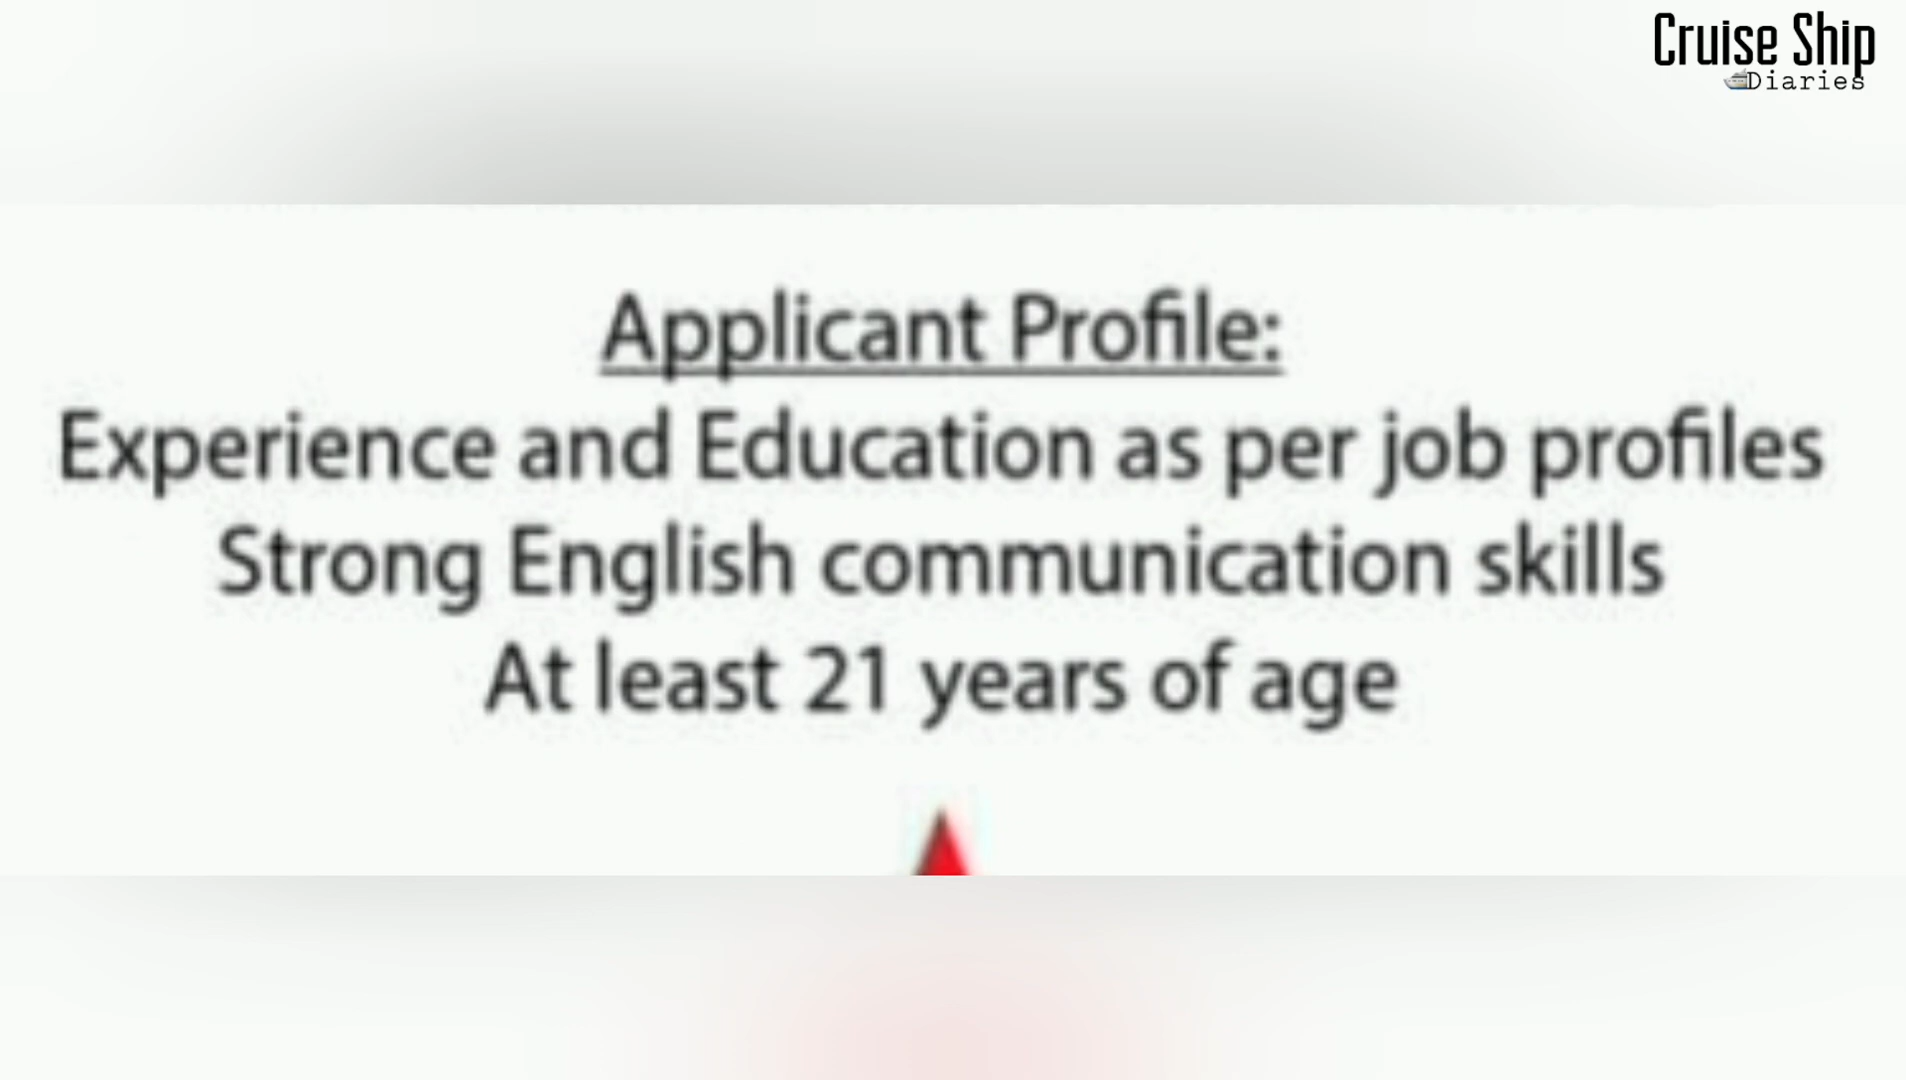 Cruise Ship
Diaries
Applicant Profile:
Experience and Education as per job profiles
Strong English communication skills
At least 21 years of age